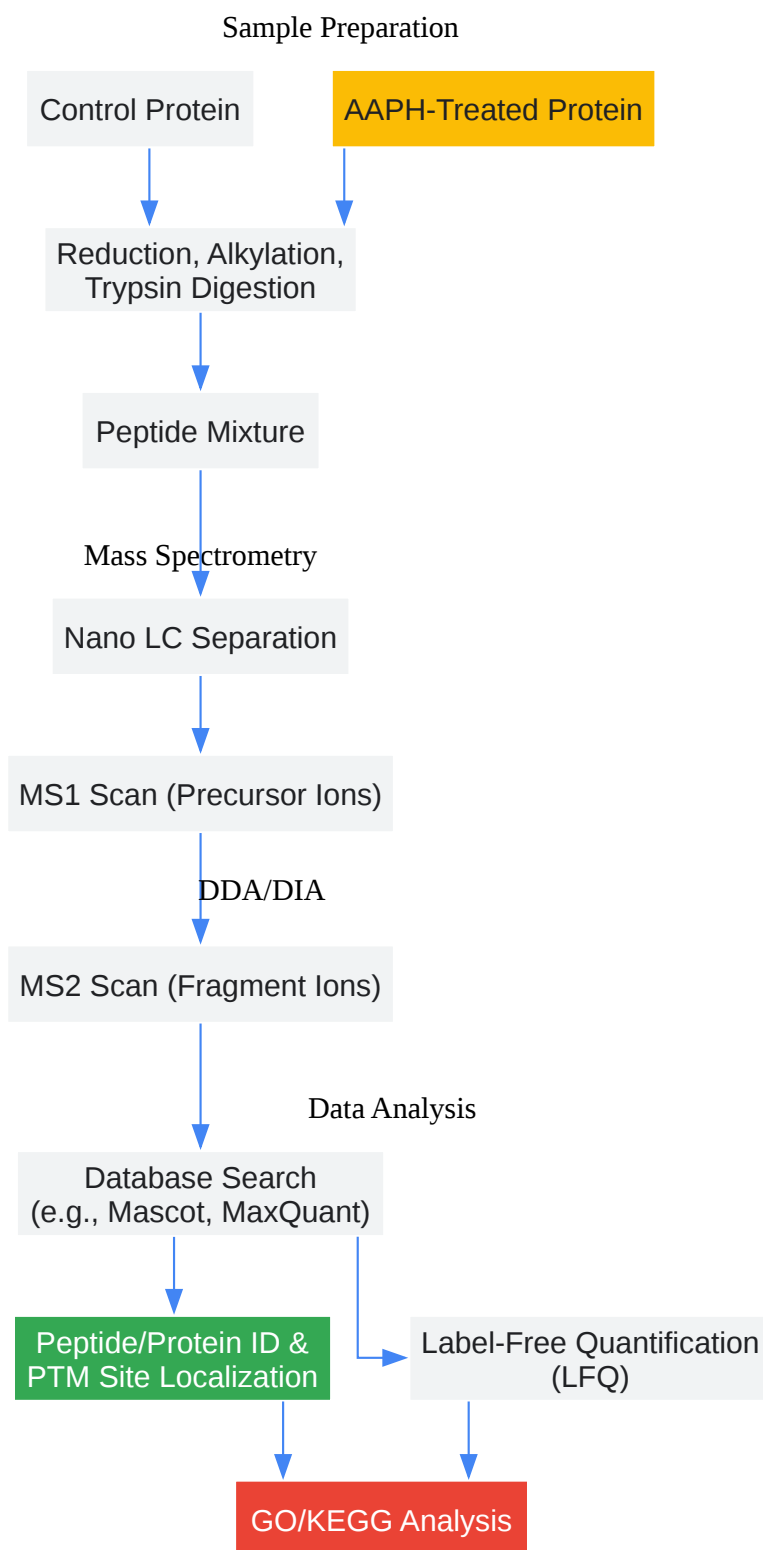 Sample Preparation
Control Protein
AAPH-Treated Protein
Reduction, Alkylation,
Trypsin Digestion
Peptide Mixture
Mass Spectrometry
Nano LC Separation
MS1 Scan (Precursor Ions)
DDA/DIA
MS2 Scan (Fragment Ions)
Data Analysis
Database Search
(e.g., Mascot, MaxQuant)
Peptide/Protein ID &
PTM Site Localization
Label-Free Quantification
(LFQ)
GO/KEGG Analysis